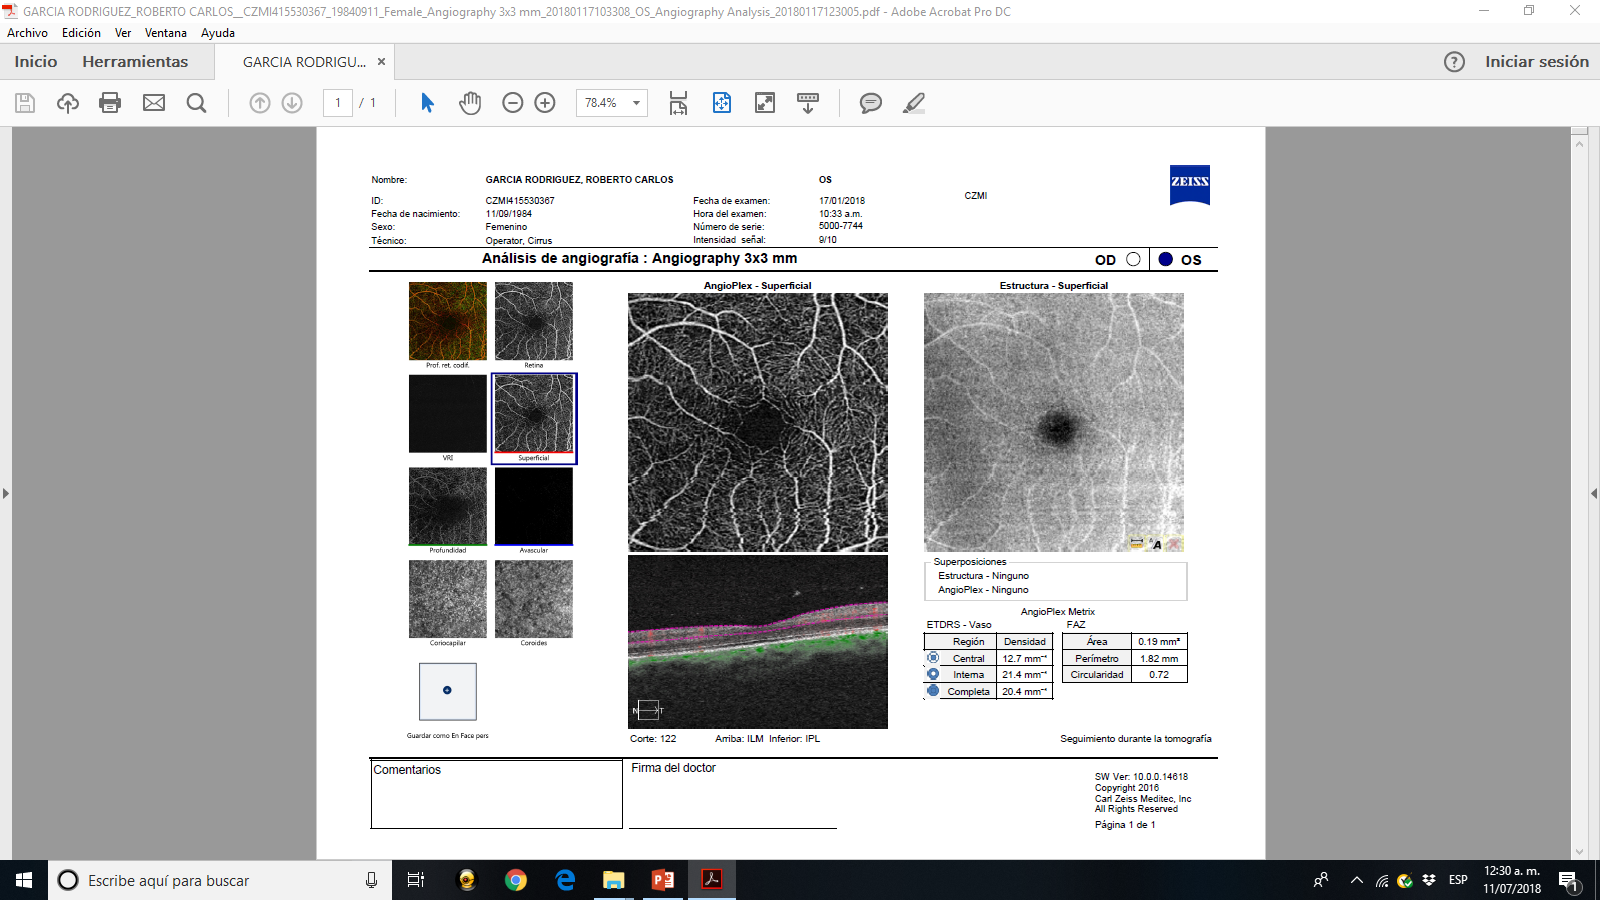 GARCIA RODRIGUEZ_ROBERTO CARLOS__CZMI415530367_19840911_Female_Angiography 3x3 mm_20180117103308_OS_Angiography Analysis_20180117123005.pdf - Adobe Acrobat Pro DC
Archivo Edición Ver Ventana Ayuda
Inicio Herramientas GARCIA RODRIGU... × ? Iniciar sesión
1 / 1 78.4%
ZEISS
Nombre: GARCIA RODRIGUEZ, ROBERTO CARLOS OS
CZMI
ID: CZMI415530367 Fecha de examen: 17/01/2018
Fecha de nacimiento: 11/09/1984 Hora del examen: 10:33 a.m.
Sexo: Femenino Número de serie: 5000-7744
Técnico: Operator, Cirrus Intensidad señal: 9/10
Análisis de angiografía : Angiography 3x3 mm OD OS
AngioPlex - Superficial Estructura - Superficial
Prof. ret. codif. Retina
VRI Superficial
Profundidad Avascular
Coriocapilar Coroides
Guardar como En Face pers
A A
N T
Corte: 122 Arriba: ILM Inferior: IPL
Superposiciones
Estructura - Ninguno
AngioPlex - Ninguno
AngioPlex Metrix
ETDRS - Vaso FAZ
Región Densidad Área 0.19 mm²
Central 12.7 mm⁻¹ Perímetro 1.82 mm
Interna 21.4 mm⁻¹ Circularidad 0.72
Completa 20.4 mm⁻¹
Seguimiento durante la tomografía
Comentarios Firma del doctor
SW Ver: 10.0.0.14618
Copyright 2016
Carl Zeiss Meditec, Inc
All Rights Reserved
Página 1 de 1
Escribe aquí para buscar ESP 12:30 a. m.
11/07/2018 1